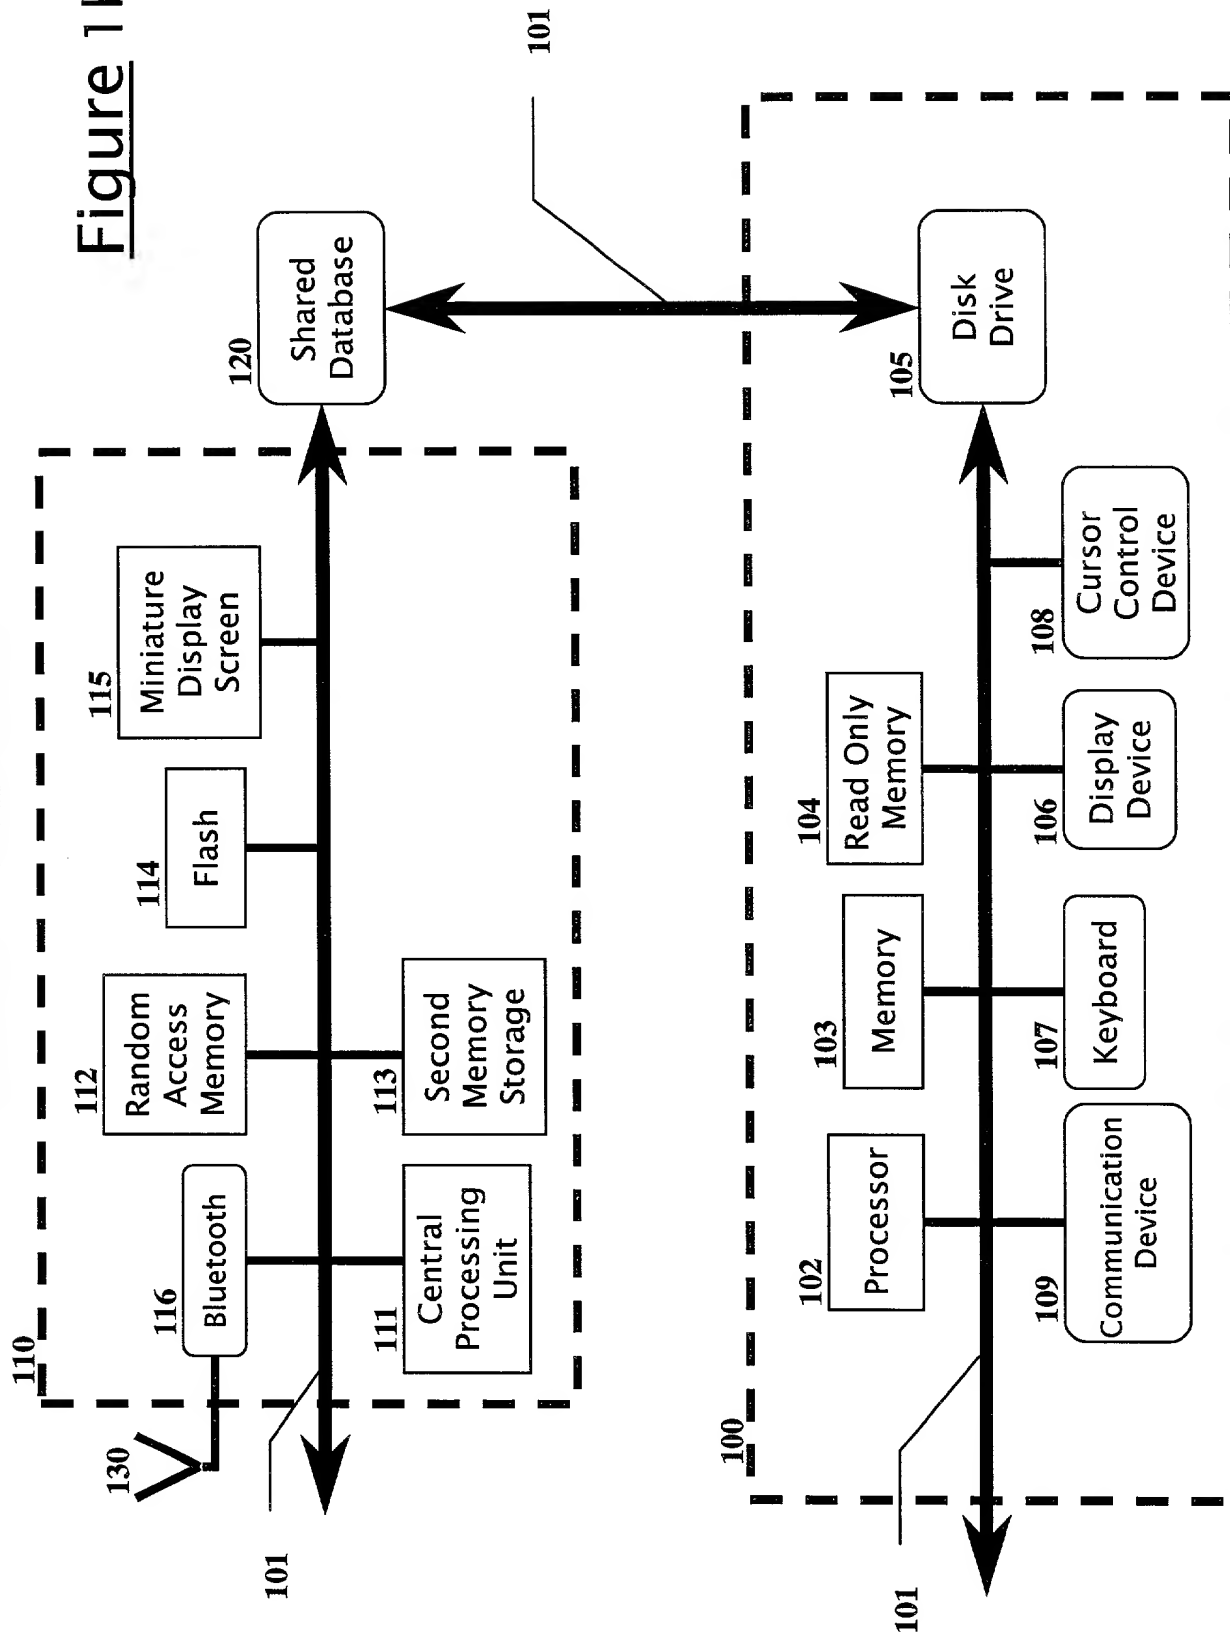 Figure 1
110
130
116
Bluetooth
112
Random
Access
Memory
114
Flash
115
Miniature
Display
Screen
120
Shared
Database
101
111
Central
Processing
Unit
113
Second
Memory
Storage
101
100
102
Processor
103
Memory
104
Read Only
Memory
105
Disk
Drive
101
109
Communication
Device
107
Keyboard
106
Display
Device
108
Cursor
Control
Device